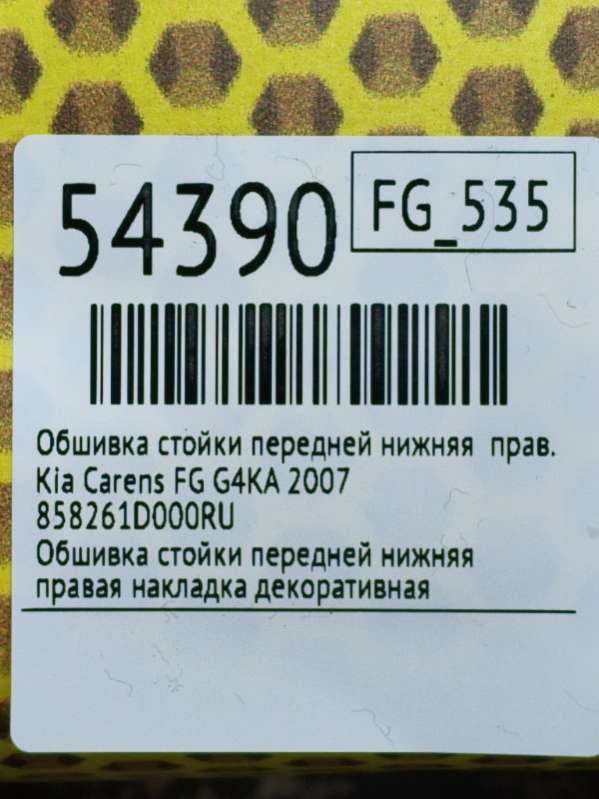 54390
FG_535
Обшивка стойки передней нижняя прав.
Kia Carens FG G4KA 2007
858261D000RU
Обшивка стойки передней нижняя
правая накладка декоративная